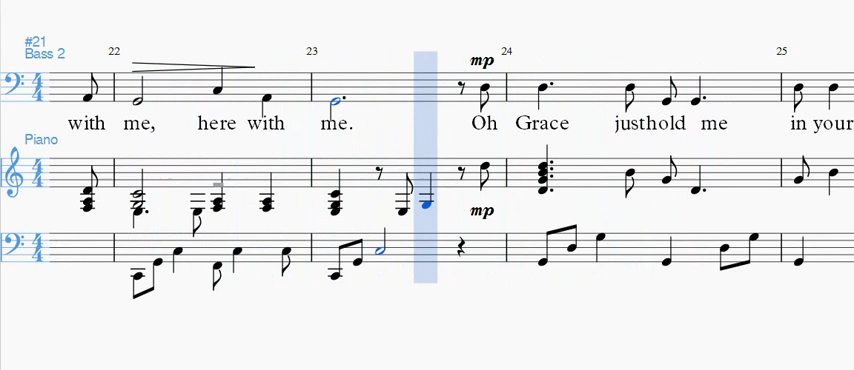 #21
Bass 2
22 23 24 25
mp
with me, here with me. Oh Grace justhold me in your
Piano
mp